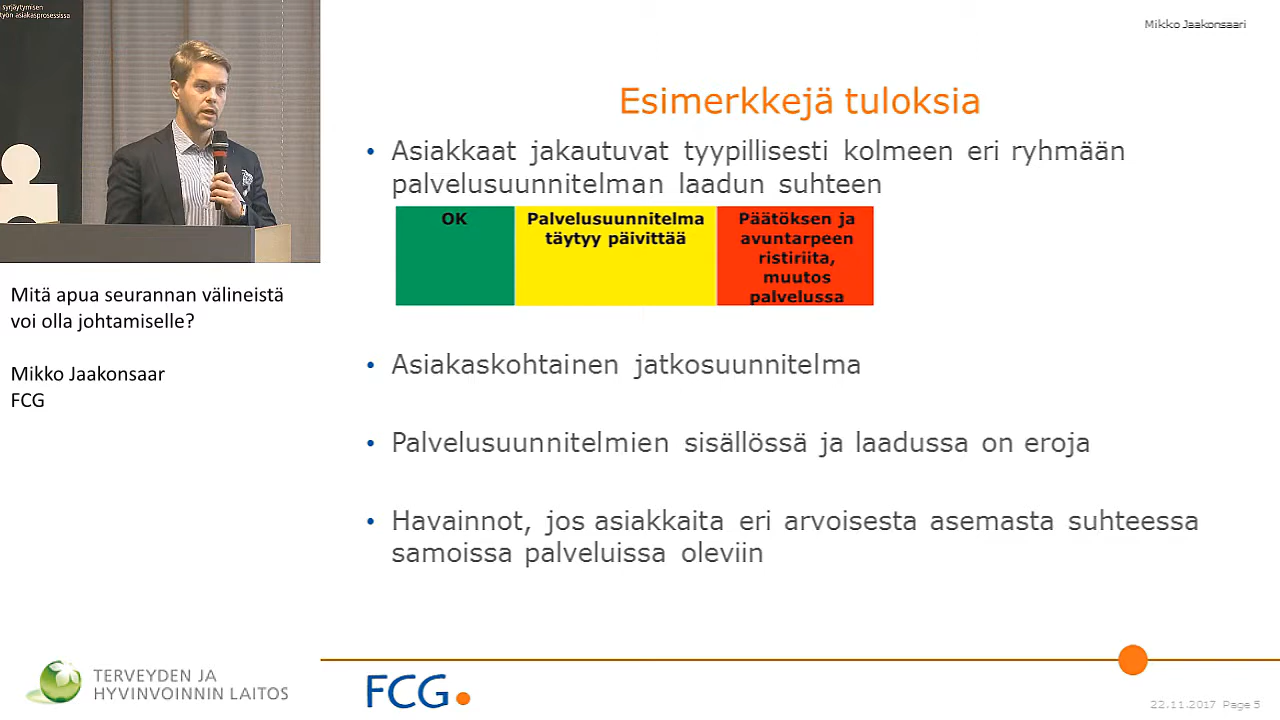 syrjäytymisen
työn asiakasprosessissa
Mitä apua seurannan välineistä
voi olla johtamiselle?
Mikko Jaakonsaar
FCG
TERVEYDEN JA
HYVINVOINNIN LAITOS
Mikko Jaakonsaari
Esimerkkejä tuloksia
• Asiakkaat jakautuvat tyypillisesti kolmeen eri ryhmään
palvelusuunnitelman laadun suhteen
OK
Palvelusuunnitelma
täytyy päivittää
Päätöksen ja
avuntarpeen
ristiriita,
muutos
palvelussa
• Asiakaskohtainen jatkosuunnitelma
• Palvelusuunnitelmien sisällössä ja laadussa on eroja
• Havainnot, jos asiakkaita eri arvoisesta asemasta suhteessa
samoissa palveluissa oleviin
FCG
22.11.2017 Page 5